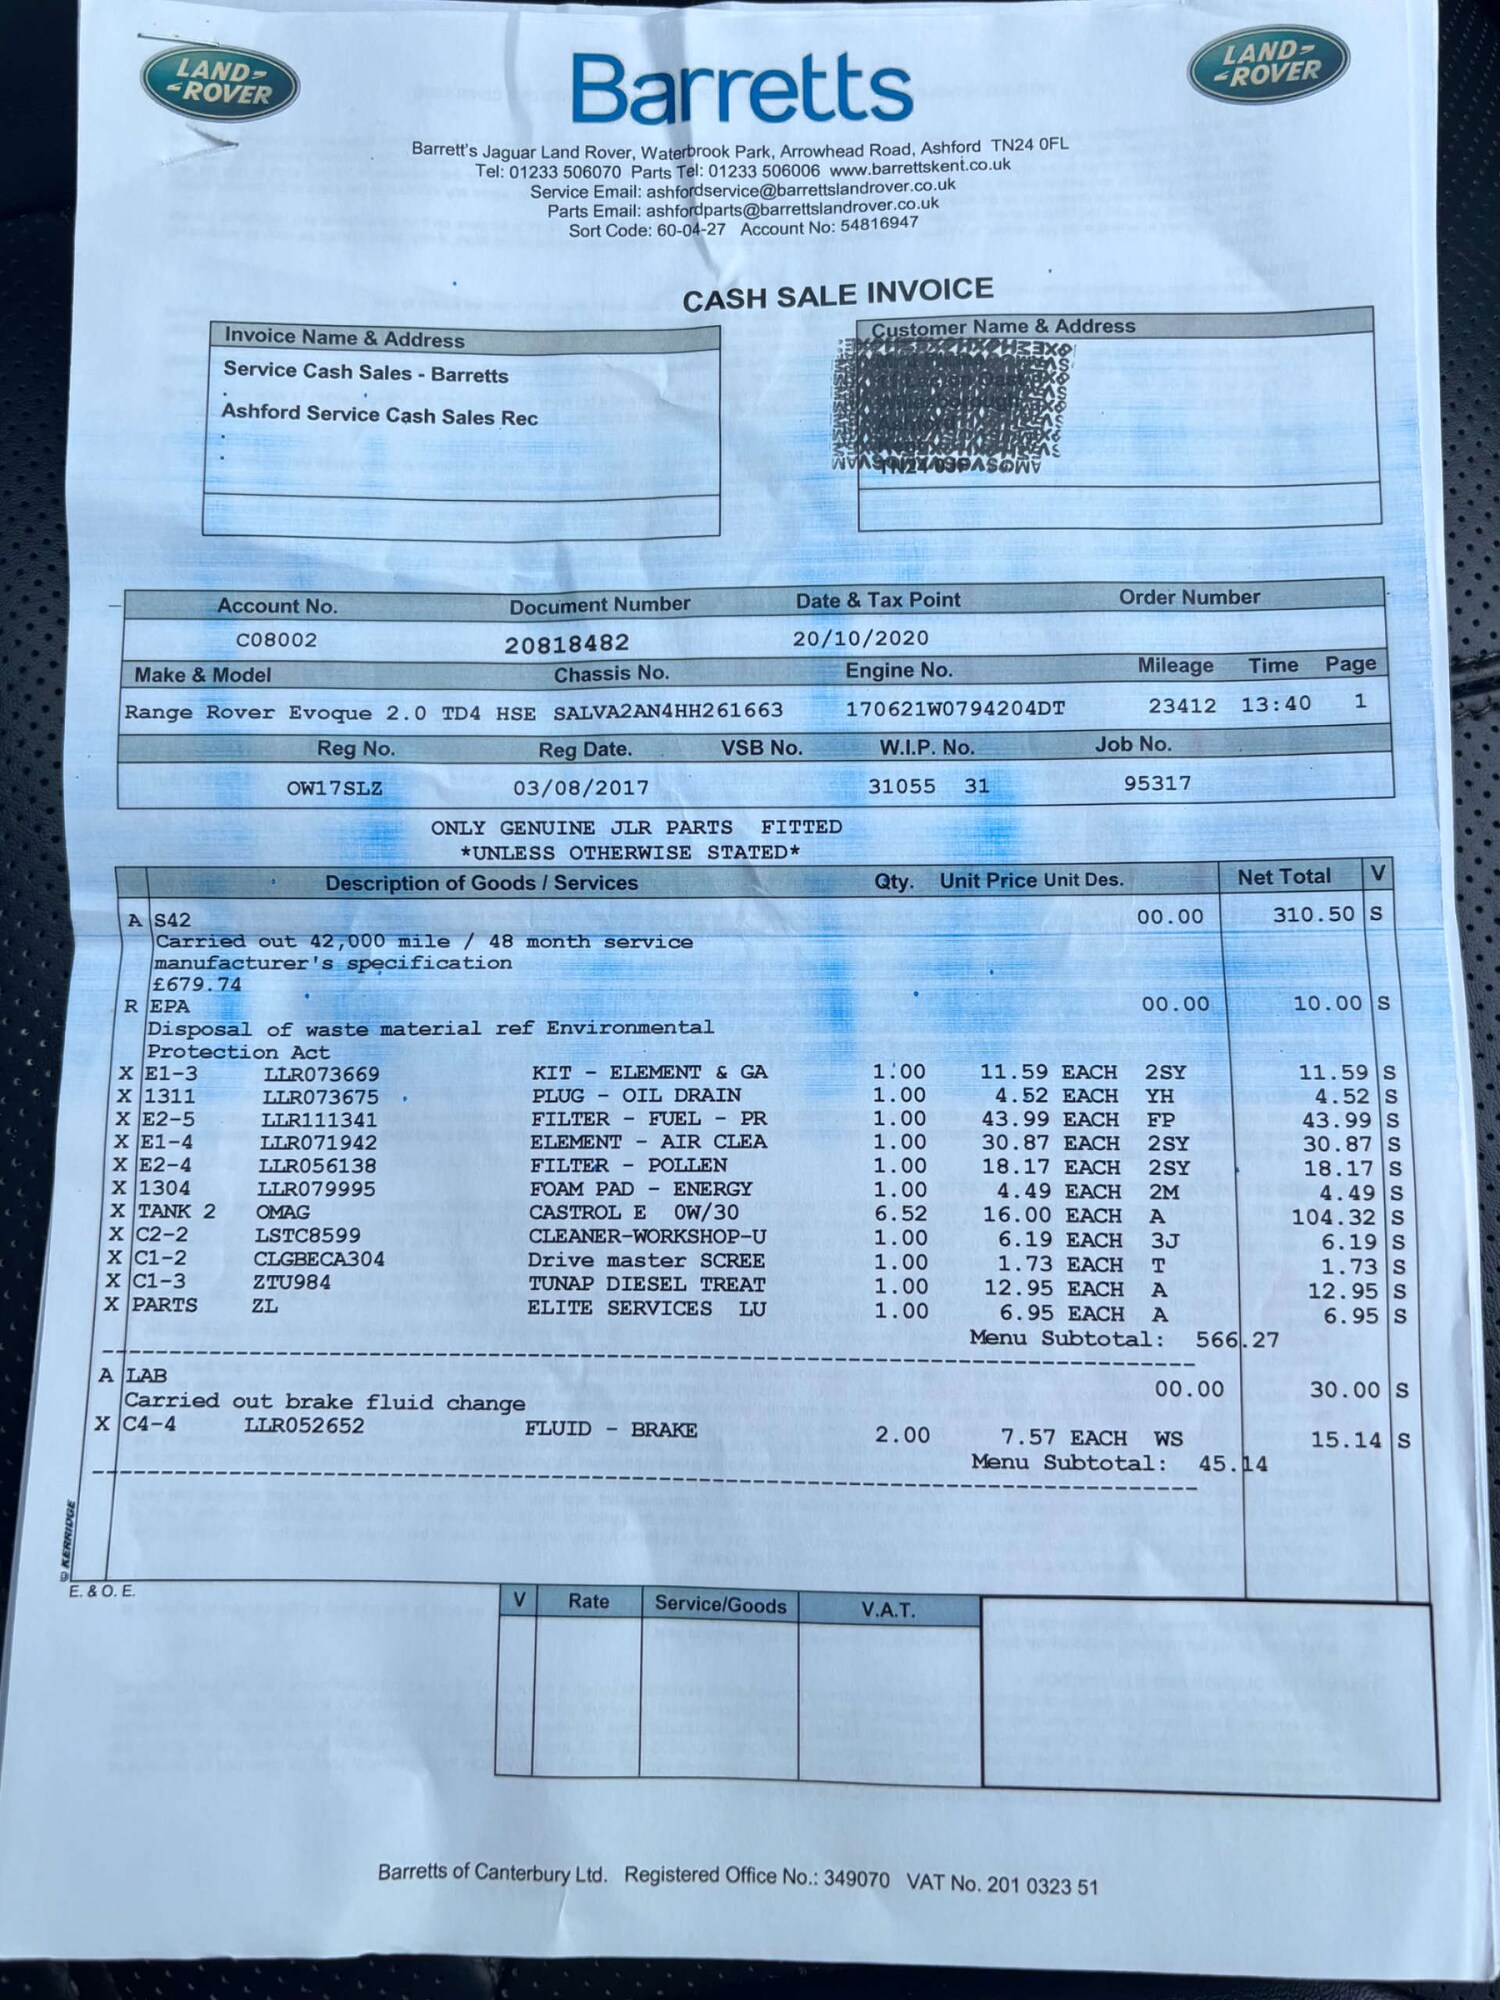 LAND-
-ROVER
Barretts
LAND-
-ROVER
Barrett's Jaguar Land Rover, Waterbrook Park, Arrowhead Road, Ashford TN24 0FL
Tel: 01233 506070 Parts Tel: 01233 506006 www.barrettskent.co.uk
Service Email: ashfordservice@barrettslandrover.co.uk
Parts Email: ashfordparts@barrettslandrover.co.uk
Sort Code: 60-04-27 Account No: 54816947
CASH SALE INVOICE
Invoice Name & Address
Service Cash Sales - Barretts
.
Ashford Service Cash Sales Rec
.
.
Customer Name & Address
Account No. Document Number Date & Tax Point Order Number
C08002 20818482 20/10/2020
Make & Model Chassis No. Engine No. Mileage Time Page
Range Rover Evoque 2.0 TD4 HSE SALVA2AN4HH261663 170621W0794204DT 23412 13:40 1
Reg No. Reg Date. VSB No. W.I.P. No. Job No.
OW17SLZ 03/08/2017 31055 31 95317
ONLY GENUINE JLR PARTS FITTED
*UNLESS OTHERWISE STATED*
Description of Goods / Services Qty. Unit Price Unit Des. Net Total V
A S42 00.00 310.50 S
Carried out 42,000 mile / 48 month service
manufacturer's specification
£679.74
R EPA 00.00 10.00 S
Disposal of waste material ref Environmental
Protection Act
X E1-3 LLR073669 KIT - ELEMENT & GA 1.00 11.59 EACH 2SY 11.59 S
X 1311 LLR073675 PLUG - OIL DRAIN 1.00 4.52 EACH YH 4.52 S
X E2-5 LLR111341 FILTER - FUEL - PR 1.00 43.99 EACH FP 43.99 S
X E1-4 LLR071942 ELEMENT - AIR CLEA 1.00 30.87 EACH 2SY 30.87 S
X E2-4 LLR056138 FILTER - POLLEN 1.00 18.17 EACH 2SY 18.17 S
X 1304 LLR079995 FOAM PAD - ENERGY 1.00 4.49 EACH 2M 4.49 S
X TANK 2 OMAG CASTROL E 0W/30 6.52 16.00 EACH A 104.32 S
X C2-2 LSTC8599 CLEANER-WORKSHOP-U 1.00 6.19 EACH 3J 6.19 S
X C1-2 CLGBECA304 Drive master SCREE 1.00 1.73 EACH T 1.73 S
X C1-3 ZTU984 TUNAP DIESEL TREAT 1.00 12.95 EACH A 12.95 S
X PARTS ZL ELITE SERVICES LU 1.00 6.95 EACH A 6.95 S
Menu Subtotal: 566.27
A LAB 00.00 30.00 S
Carried out brake fluid change
X C4-4 LLR052652 FLUID - BRAKE 2.00 7.57 EACH WS 15.14 S
Menu Subtotal: 45.14
KERRIDGE
E. & O. E.
V Rate Service/Goods V.A.T.
Barretts of Canterbury Ltd. Registered Office No.: 349070 VAT No. 201 0323 51